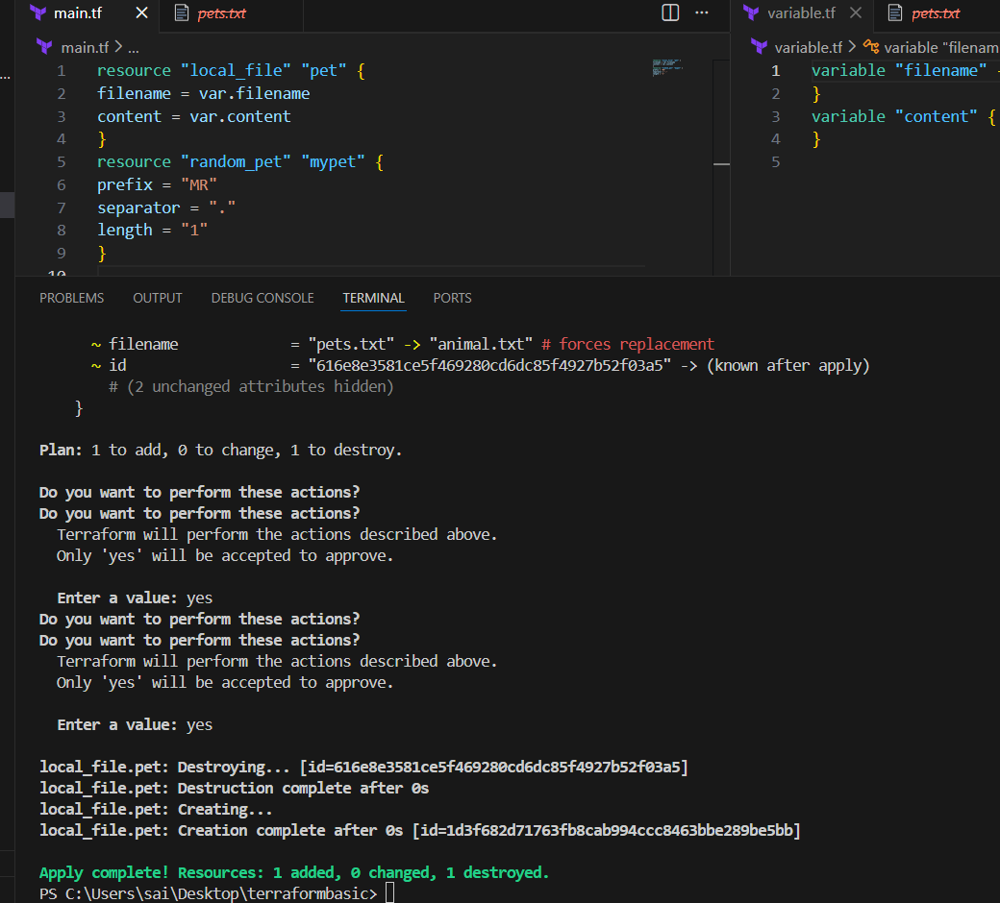 main.tf
pets.txt
variable.tf
pets.txt
...
main.tf > ...
1 resource "local_file" "pet" {
2 filename = var.filename
3 content = var.content
4 }
5 resource "random_pet" "mypet" {
6 prefix = "MR"
7 separator = "."
8 length = "1"
9 }
10
variable.tf > variable "filenam
1 variable "filename" {
2 }
3 variable "content" {
4 }
5
PROBLEMS OUTPUT DEBUG CONSOLE TERMINAL PORTS
~ filename = "pets.txt" -> "animal.txt" # forces replacement
~ id = "616e8e3581ce5f469280cd6dc85f4927b52f03a5" -> (known after apply)
# (2 unchanged attributes hidden)
}
Plan: 1 to add, 0 to change, 1 to destroy.
Do you want to perform these actions?
Do you want to perform these actions?
Terraform will perform the actions described above.
Only 'yes' will be accepted to approve.
Enter a value: yes
Do you want to perform these actions?
Do you want to perform these actions?
Terraform will perform the actions described above.
Only 'yes' will be accepted to approve.
Enter a value: yes
local_file.pet: Destroying... [id=616e8e3581ce5f469280cd6dc85f4927b52f03a5]
local_file.pet: Destruction complete after 0s
local_file.pet: Creating...
local_file.pet: Creation complete after 0s [id=1d3f682d71763fb8cab994ccc8463bbe289be5bb]
Apply complete! Resources: 1 added, 0 changed, 1 destroyed.
PS C:\Users\sai\Desktop\terraformbasic>